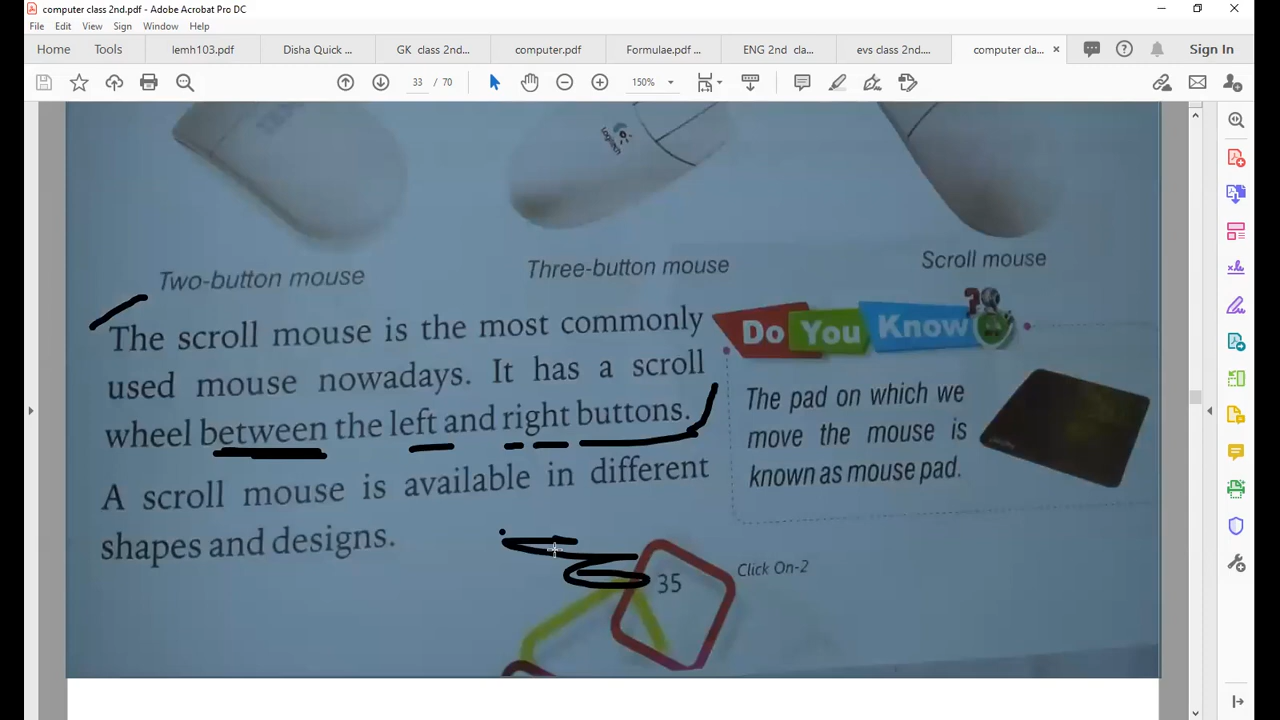 computer class 2nd.pdf - Adobe Acrobat Pro DC
File Edit View Sign Window Help
Home Tools lemh103.pdf Disha Quick ... GK class 2nd... computer.pdf Formulae.pdf ... ENG 2nd cla... evs class 2nd.... computer cla... × Sign In
33 / 70 150%
Logitech
Two-button mouse
Three-button mouse
Scroll mouse
The scroll mouse is the most commonly
used mouse nowadays. It has a scroll
wheel between the left and right buttons.
A scroll mouse is available in different
shapes and designs.
Do You Know ?
The pad on which we
move the mouse is
known as mouse pad.
35
Click On-2